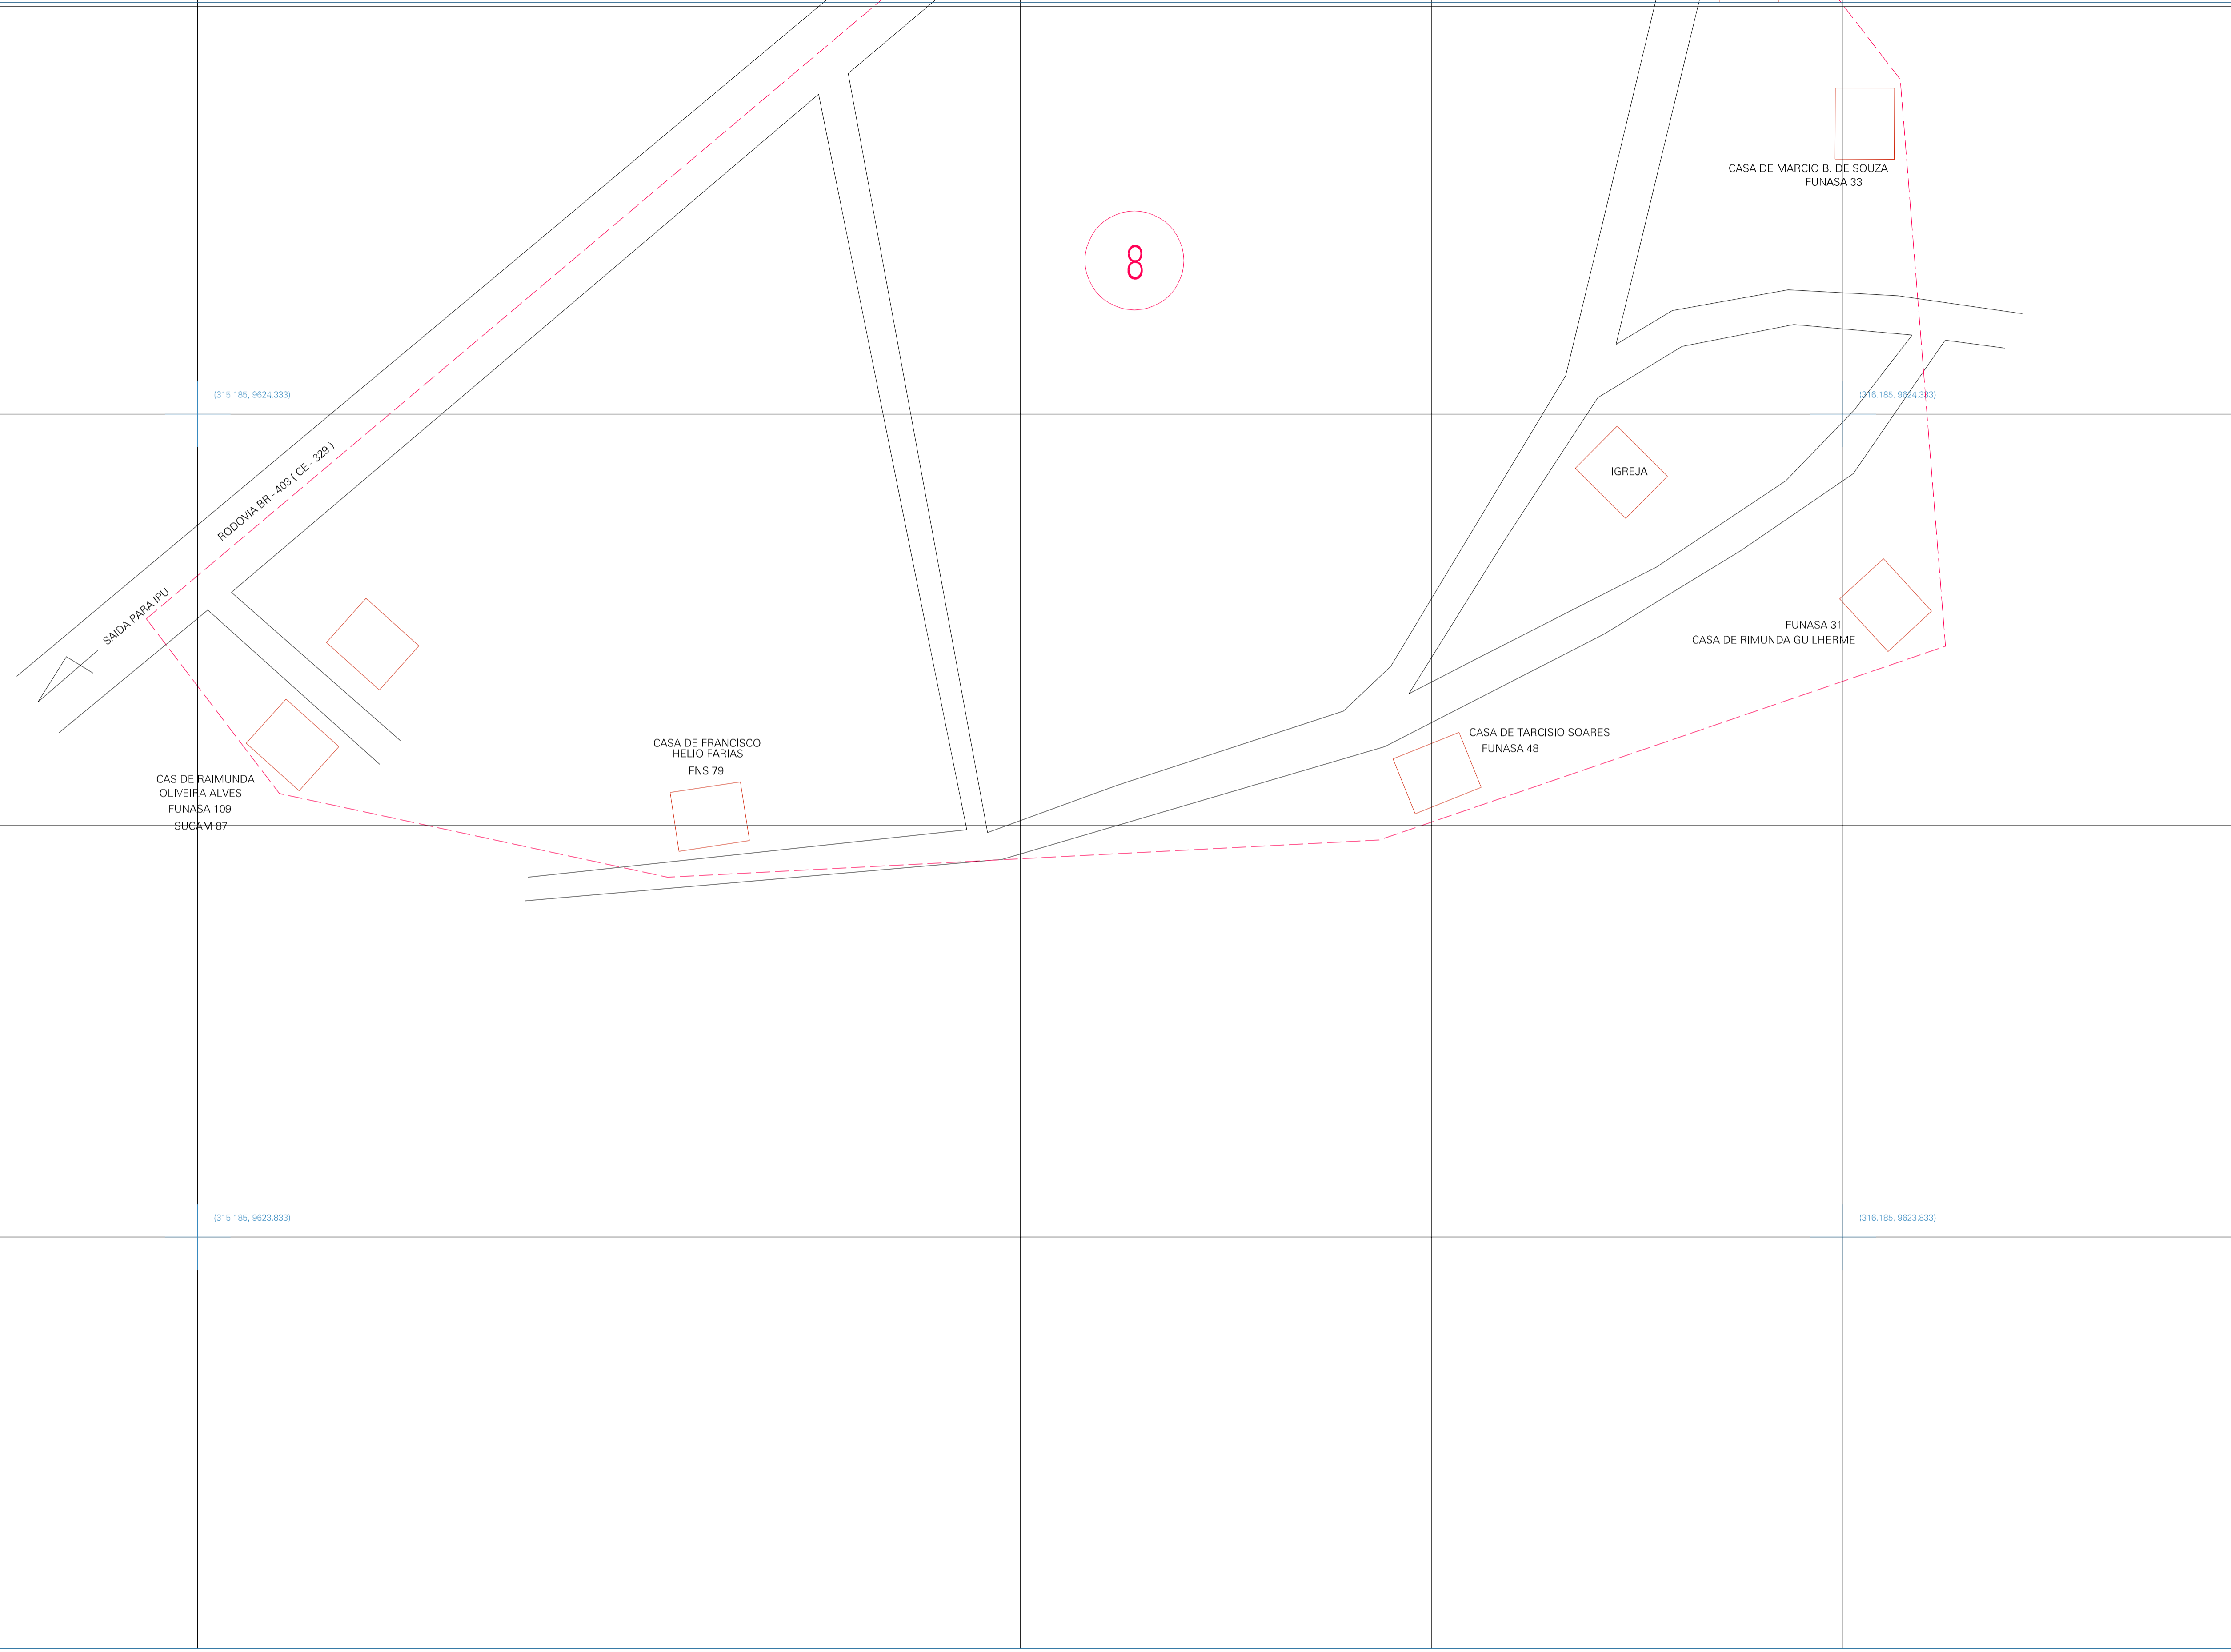 CASA DE MARCIO B. DE SOUZA
FUNASA 33
8
(315.185, 9624.333)
(316.185, 9624.333)
RODOVIA BR - 403 ( CE - 329 )
IGREJA
SAIDA PARA IPU
FUNASA 31
CASA DE RIMUNDA GUILHERME
CASA DE TARCISIO SOARES
FUNASA 48
CASA DE FRANCISCO
HELIO FARIAS
FNS 79
CAS DE RAIMUNDA
OLIVEIRA ALVES
FUNASA 109
SUCAM 87
(315.185, 9623.833)
(316.185, 9623.833)